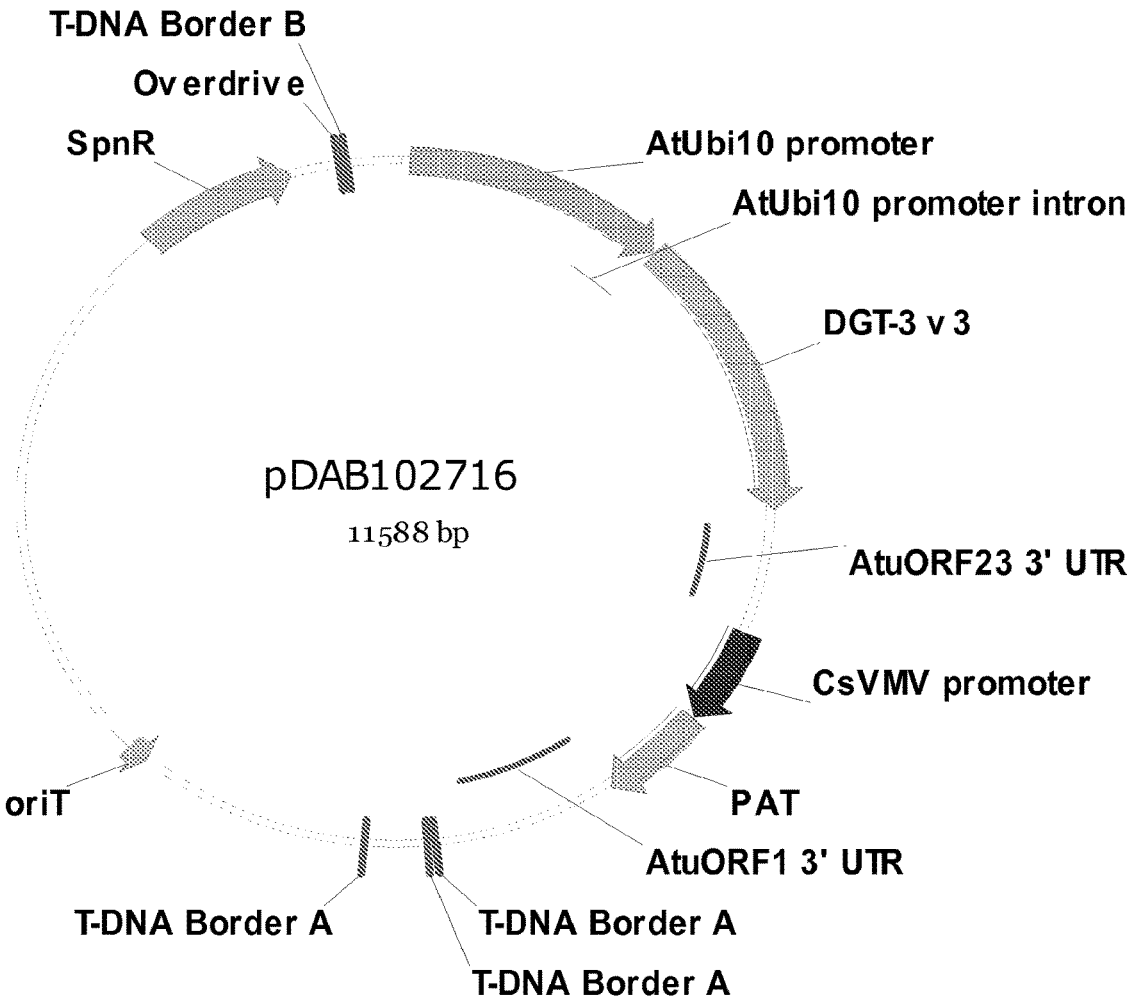 T-DNA Border B
Overdrive
SpnR
AtUbi10 promoter
AtUbi10 promoter intron
DGT-3 v 3
pDAB102716
11588 bp
AtuORF23 3' UTR
CsVMV promoter
oriT
PAT
AtuORF1 3' UTR
T-DNA Border A
T-DNA Border A
T-DNA Border A